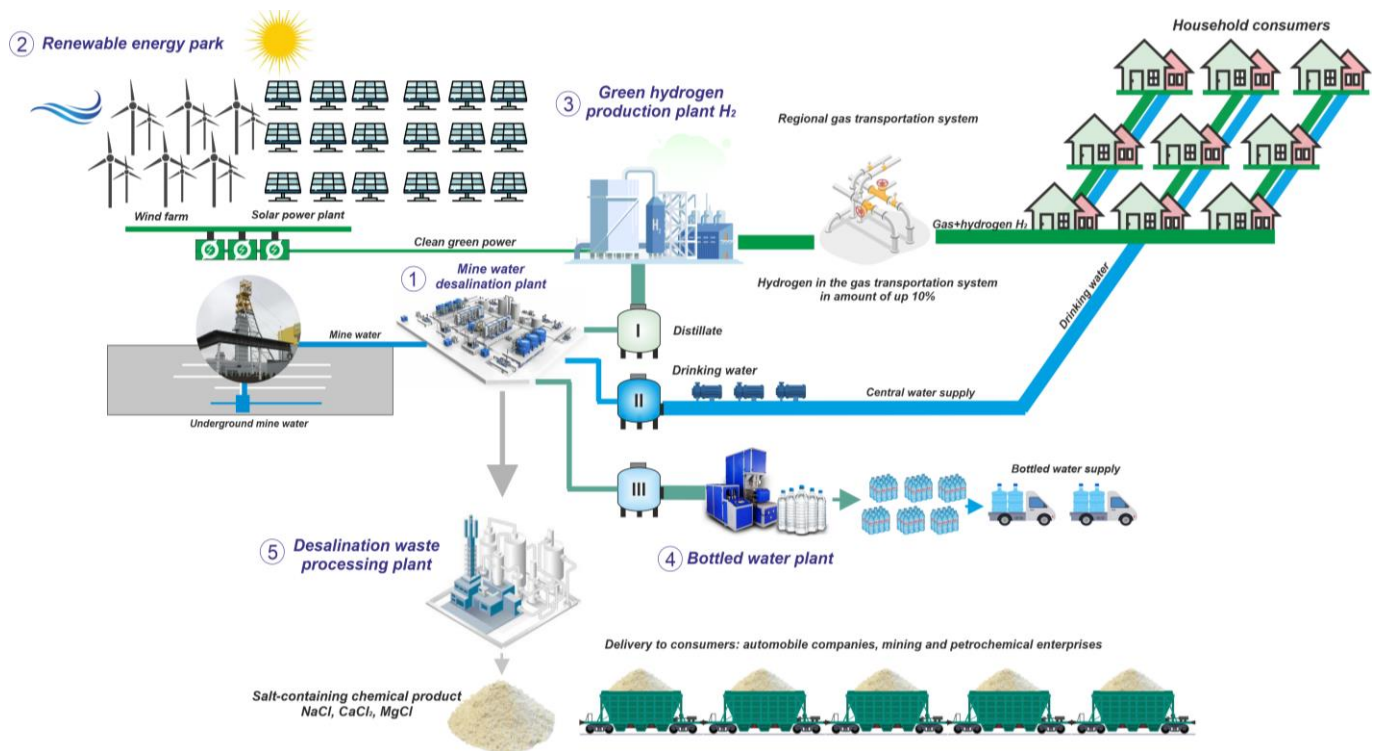 ② Renewable energy park
Wind farm
Solar power plant
Clean green power
③ Green hydrogen
production plant H₂
H₂
Regional gas transportation system
Gas+hydrogen H₂
Hydrogen in the gas transportation system
in amount of up 10%
Household consumers
① Mine water
desalination plant
Mine water
Underground mine water
I
Distillate
Drinking water
II
Central water supply
Drinking water
III
Bottled water supply
④ Bottled water plant
⑤ Desalination waste
processing plant
Delivery to consumers: automobile companies, mining and petrochemical enterprises
Salt-containing chemical product
NaCl, CaCl₂, MgCl